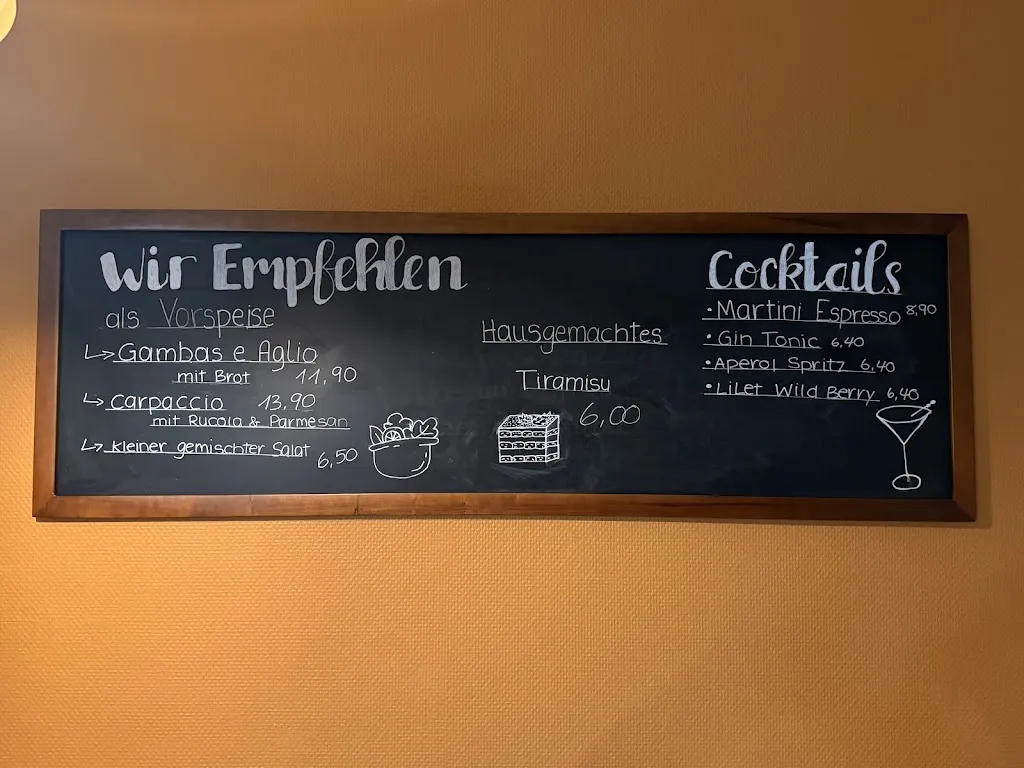 Wir Empfehlen
als Vorspeise
Gambas e Aglio
mit Brot 11,90
carpaccio 13,90
mit Rucola & Parmesan
kleiner gemischter Salat 6,50
Hausgemachtes
Tiramisu
6,00
Cocktails
• Martini Espresso 8,90
• Gin Tonic 6,40
• Aperol Spritz 6,40
• LiLet Wild Berry 6,40